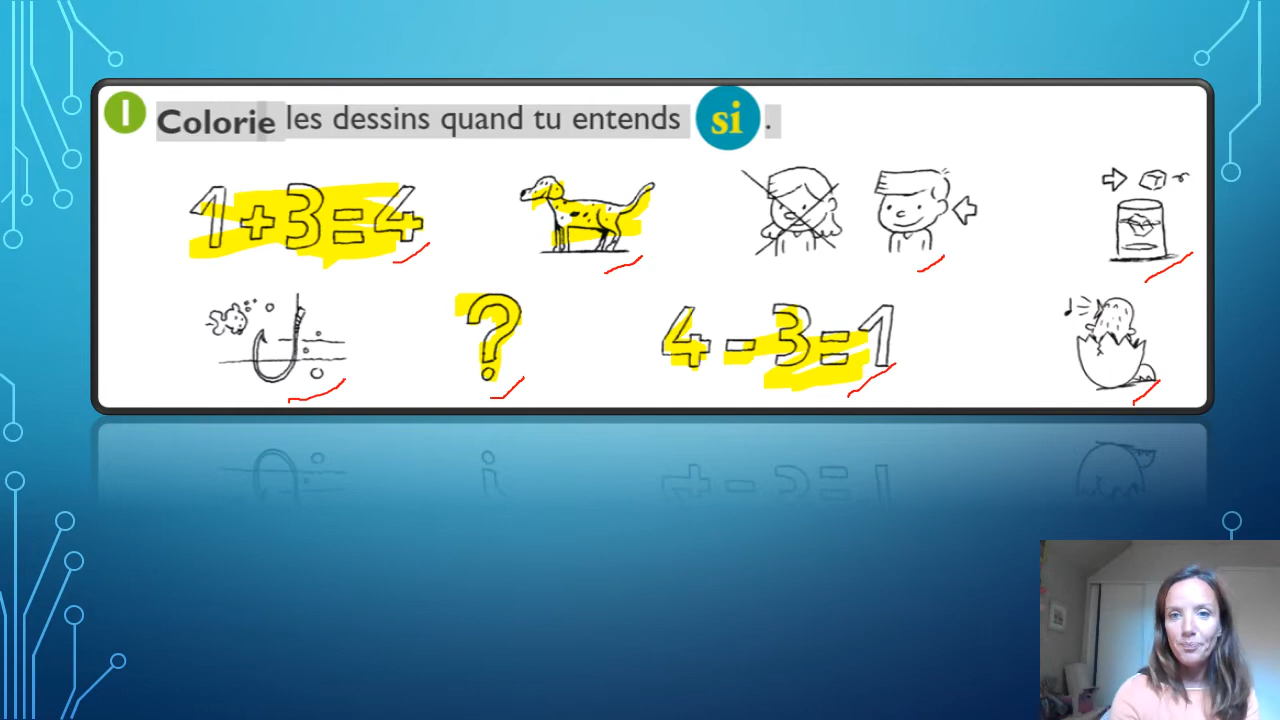 1 Colorie les dessins quand tu entends si .
1+3=4
? 4-3=1